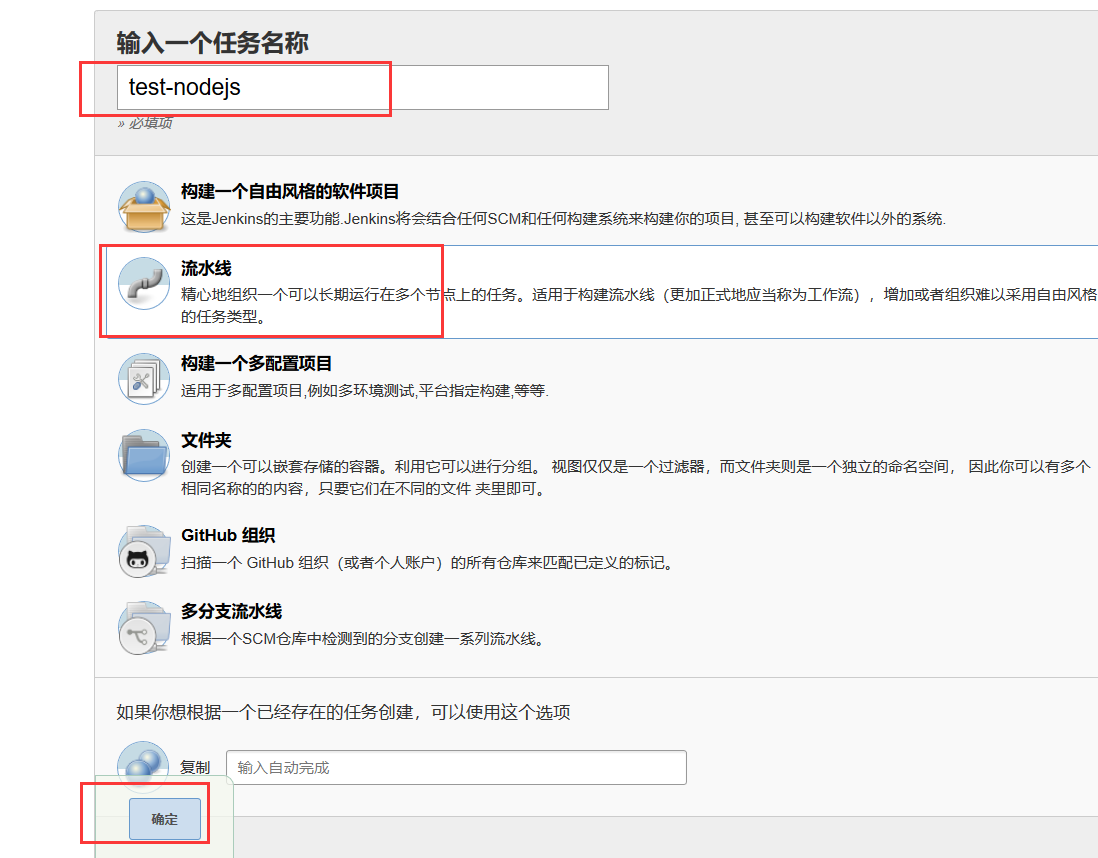 输入一个任务名称
test-nodejs
» 必填项
构建一个自由风格的软件项目
这是Jenkins的主要功能.Jenkins将会结合任何SCM和任何构建系统来构建你的项目, 甚至可以构建软件以外的系统.
流水线
精心地组织一个可以长期运行在多个节点上的任务。适用于构建流水线（更加正式地应当称为工作流），增加或者组织难以采用自由风格
的任务类型。
构建一个多配置项目
适用于多配置项目,例如多环境测试,平台指定构建,等等.
文件夹
创建一个可以嵌套存储的容器。利用它可以进行分组。 视图仅仅是一个过滤器，而文件夹则是一个独立的命名空间， 因此你可以有多个
相同名称的的内容，只要它们在不同的文件 夹里即可。
GitHub 组织
扫描一个 GitHub 组织（或者个人账户）的所有仓库来匹配已定义的标记。
多分支流水线
根据一个SCM仓库中检测到的分支创建一系列流水线。
如果你想根据一个已经存在的任务创建，可以使用这个选项
复制 输入自动完成
确定